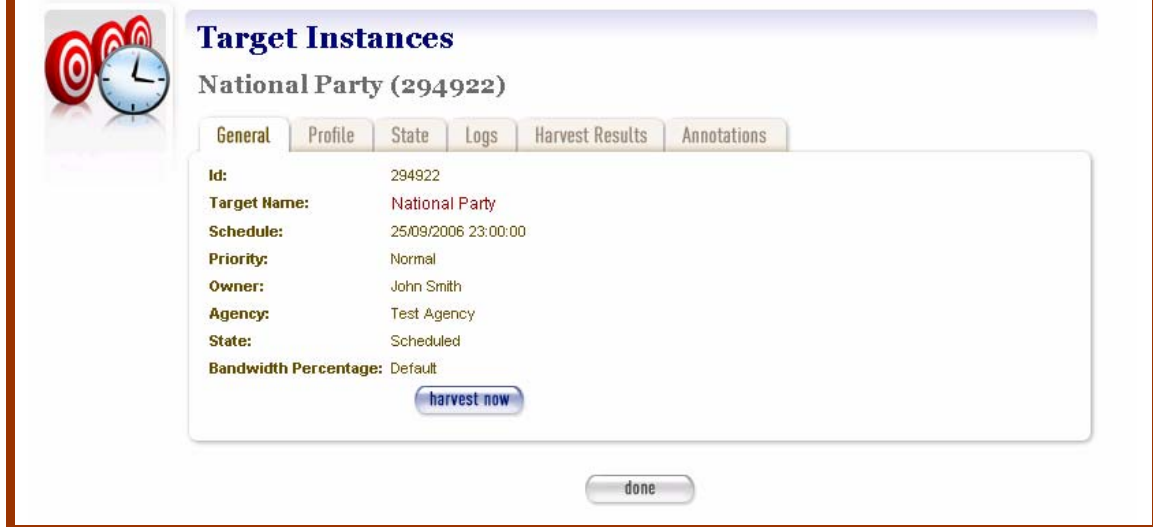 Target Instances
National Party (294922)
General Profile State Logs Harvest Results Annotations
Id: 294922
Target Name: National Party
Schedule: 25/09/2006 23:00:00
Priority: Normal
Owner: John Smith
Agency: Test Agency
State: Scheduled
Bandwidth Percentage: Default
harvest now
done